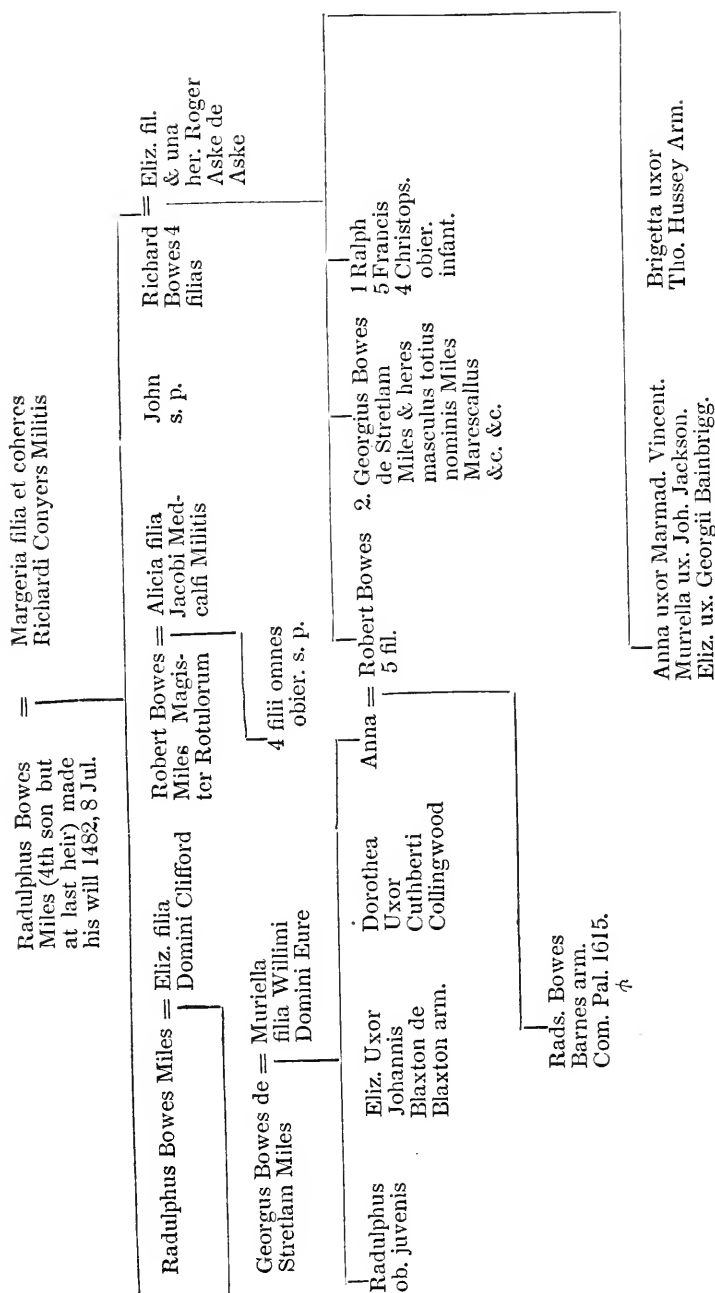 Radulphus Bowes = Margeria filia et coheres
Miles (4th son but Richardi Conyers Militis
at last heir) made
his will 1482, 8 Jul.
Radulphus Bowes Miles = Eliz. filia
Domini Clifford
Robert Bowes = Alicia filia
Miles Magis- Jacobi Med-
ter Rotulorum calfi Militis
John
s. p.
Richard = Eliz. fil.
Bowes 4 & una
filias her. Roger
Aske de
Aske
Georgus Bowes de = Muriella
Stretlam Miles filia Willimi
Domini Eure
4 filii omnes
obier. s. p.
Radulphus
ob. juvenis
Eliz. Uxor
Johannis
Blaxton de
Blaxton arm.
Dorothea
Uxor
Cuthberti
Collingwood
Anna = Robert Bowes
5 fil.
2. Georgius Bowes
de Stretlam
Miles & heres
masculus totius
nominis Miles
Marescallus
&c. &c.
1 Ralph
5 Francis
4 Christops.
obier.
infant.
Rads. Bowes
Barnes arm.
Com. Pal. 1615.
Anna uxor Marmad. Vincent.
Murrella ux. Joh. Jackson.
Eliz. ux. Georgii Bainbrigg.
Brigetta uxor
Tho. Hussey Arm.